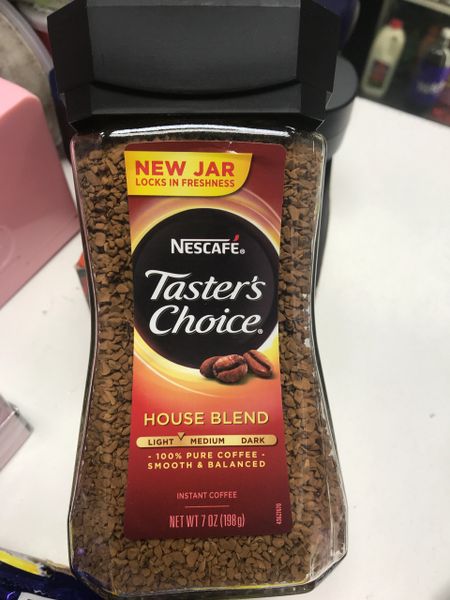 NEW JAR
LOCKS IN FRESHNESS
NESCAFÉ®
Taster's
Choice®
HOUSE BLEND
LIGHT MEDIUM DARK
- 100% PURE COFFEE -
SMOOTH & BALANCED
INSTANT COFFEE
NET WT 7 OZ (198g)